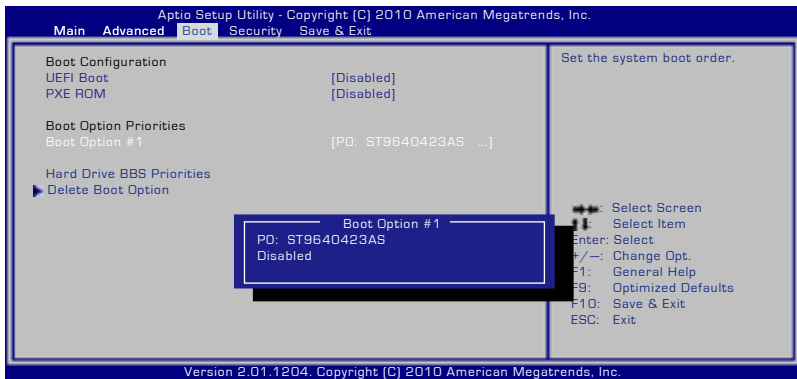 Aptio Setup Utility - Copyright (C) 2010 American Megatrends, Inc.
Main Advanced Boot Security Save & Exit
Boot Configuration
UEFI Boot [Disabled]
PXE ROM [Disabled]
Boot Option Priorities
Boot Option #1 [P0: ST9640423AS ...]
Hard Drive BBS Priorities
Delete Boot Option
Boot Option #1
P0: ST9640423AS
Disabled
Set the system boot order.
: Select Screen
: Select Item
Enter: Select
+/-: Change Opt.
F1: General Help
F9: Optimized Defaults
F10: Save & Exit
ESC: Exit
Version 2.01.1204. Copyright (C) 2010 American Megatrends, Inc.